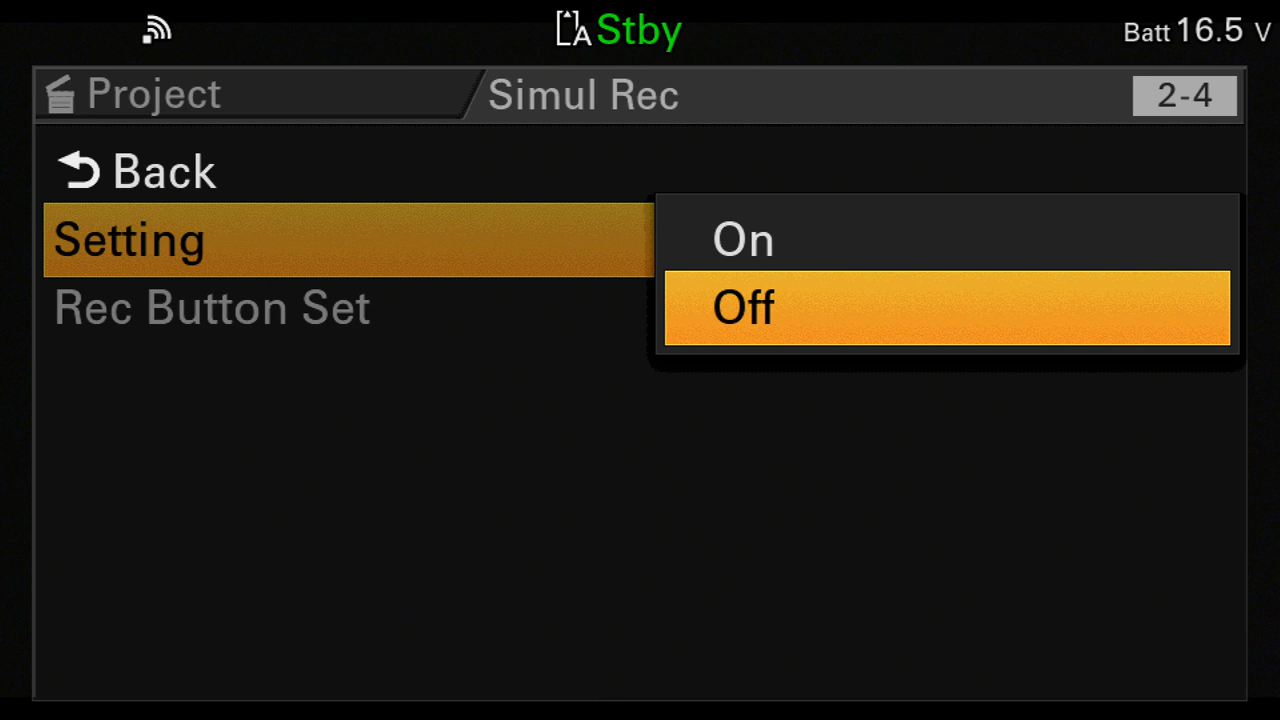 A Stby Batt 16.5 V
Project Simul Rec 2-4
Back
Setting On
Rec Button Set Off